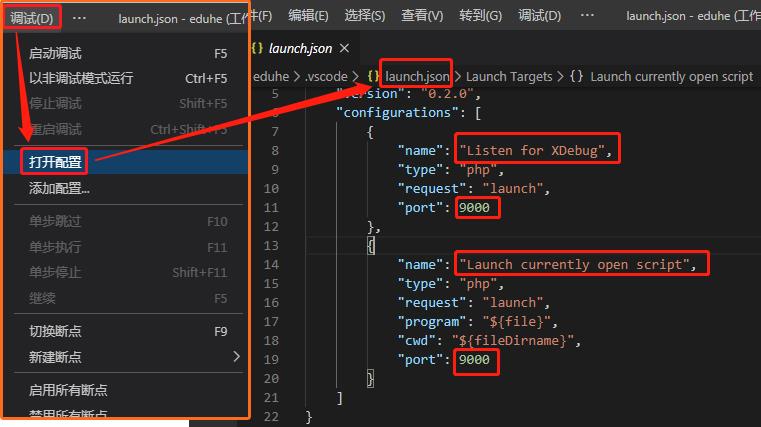 调试(D) ··· launch.json - eduhe (工作
启动调试 F5
以非调试模式运行 Ctrl+F5
停止调试 Shift+F5
重启调试 Ctrl+Shift+F5
打开配置
添加配置...
单步跳过 F10
单步执行 F11
单步停止 Shift+F11
继续 F5
切换断点 F9
新建断点
启用所有断点
禁用所有断点
件(F) 编辑(E) 选择(S) 查看(V) 转到(G) 调试(D) ··· launch.json - eduhe (工作
{} launch.json ×
eduhe > .vscode > {} launch.json > Launch Targets > {} Launch currently open script
5 "version": "0.2.0",
6 "configurations": [
7 {
8 "name": "Listen for XDebug",
9 "type": "php",
10 "request": "launch",
11 "port": 9000
12 },
13 {
14 "name": "Launch currently open script",
15 "type": "php",
16 "request": "launch",
17 "program": "${file}",
18 "cwd": "${fileDirname}",
19 "port": 9000
20 }
21 ]
22 }